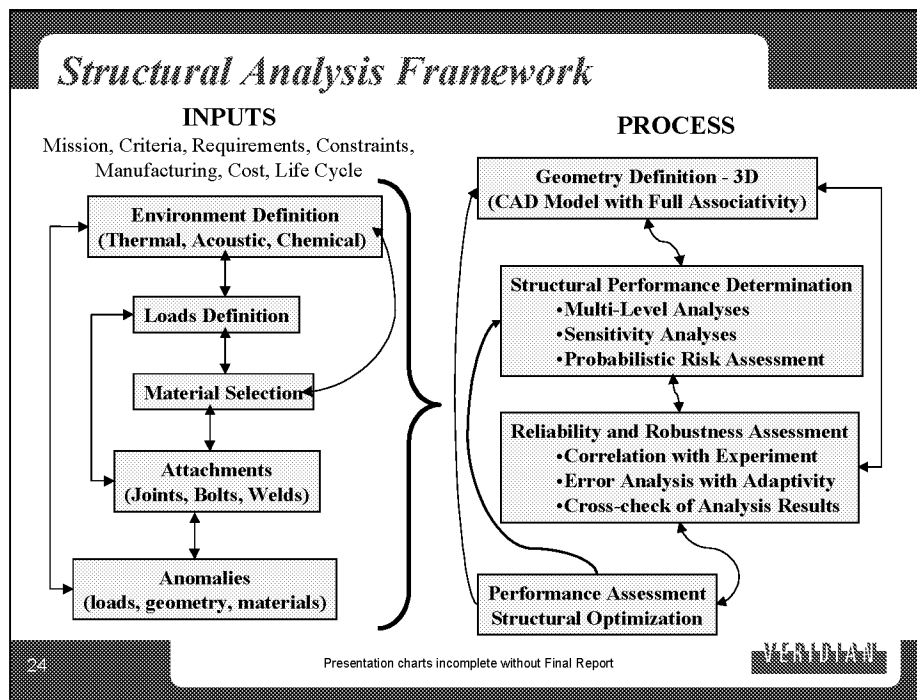 Structural Analysis Framework
INPUTS
Mission, Criteria, Requirements, Constraints,
Manufacturing, Cost, Life Cycle
Environment Definition
(Thermal, Acoustic, Chemical)
Loads Definition
Material Selection
Attachments
(Joints, Bolts, Welds)
Anomalies
(loads, geometry, materials)
PROCESS
Geometry Definition - 3D
(CAD Model with Full Associativity)
Structural Performance Determination
•Multi-Level Analyses
•Sensitivity Analyses
•Probabilistic Risk Assessment
Reliability and Robustness Assessment
•Correlation with Experiment
•Error Analysis with Adaptivity
•Cross-check of Analysis Results
Performance Assessment
Structural Optimization
24
Presentation charts incomplete without Final Report
VERIDIAN